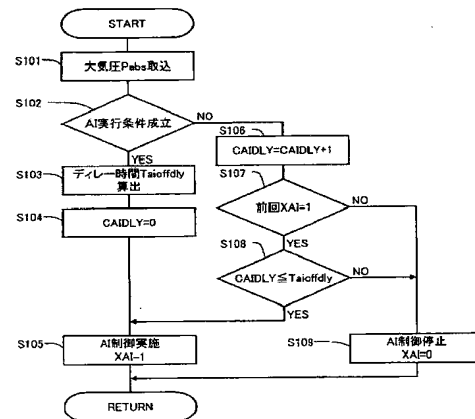 START
S101
大気圧Pabs取込
S102
AI実行条件成立
NO
YES
S103
ディレー時間Taioffdly
算出
S104
CAIDLY=0
S106
CAIDLY=CAIDLY+1
S107
前回XAI=1
NO
YES
S108
CAIDLY≦Taioffdly
NO
YES
S105
AI制御実施
XAI=1
S109
AI制御停止
XAI=0
RETURN